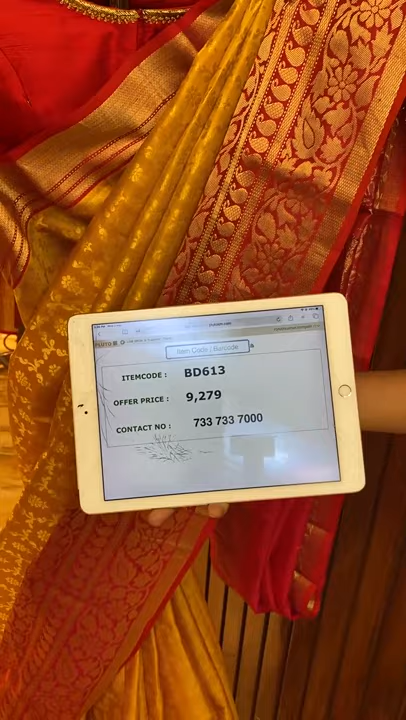 Item Code | Barcode
ITEMCODE : BD613
OFFER PRICE : 9,279
CONTACT NO : 733 733 7000